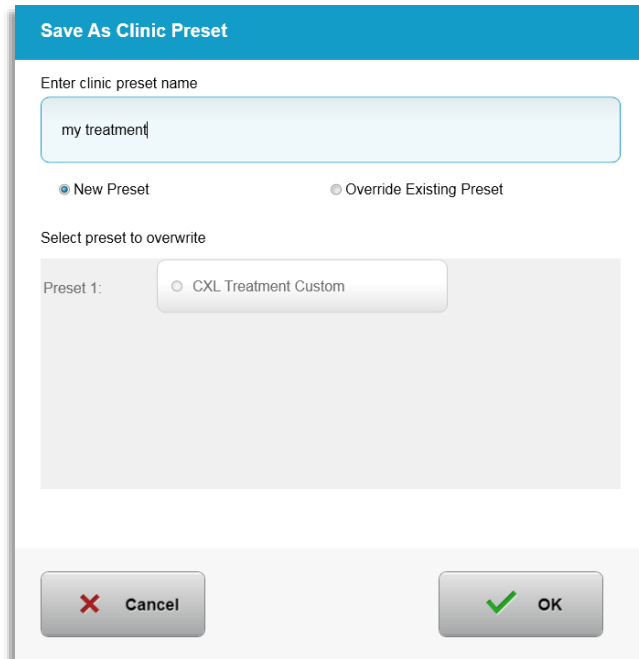 Save As Clinic Preset
Enter clinic preset name
my treatment
New Preset Override Existing Preset
Select preset to overwrite
Preset 1: CXL Treatment Custom
Cancel OK